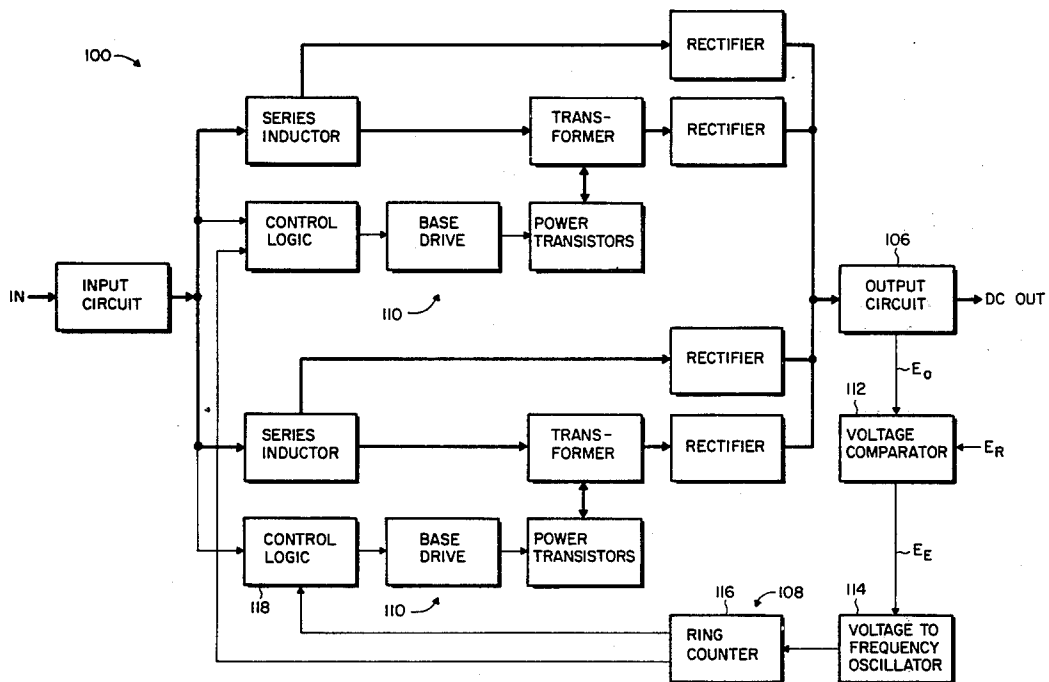 100
RECTIFIER
SERIES
INDUCTOR
TRANS-
FORMER
RECTIFIER
CONTROL
LOGIC
BASE
DRIVE
POWER
TRANSISTORS
106
IN
INPUT
CIRCUIT
110
OUTPUT
CIRCUIT
DC OUT
RECTIFIER
Eo
112
SERIES
INDUCTOR
TRANS-
FORMER
RECTIFIER
VOLTAGE
COMPARATOR
ER
CONTROL
LOGIC
BASE
DRIVE
POWER
TRANSISTORS
EE
118
110
116
108
114
RING
COUNTER
VOLTAGE TO
FREQUENCY
OSCILLATOR